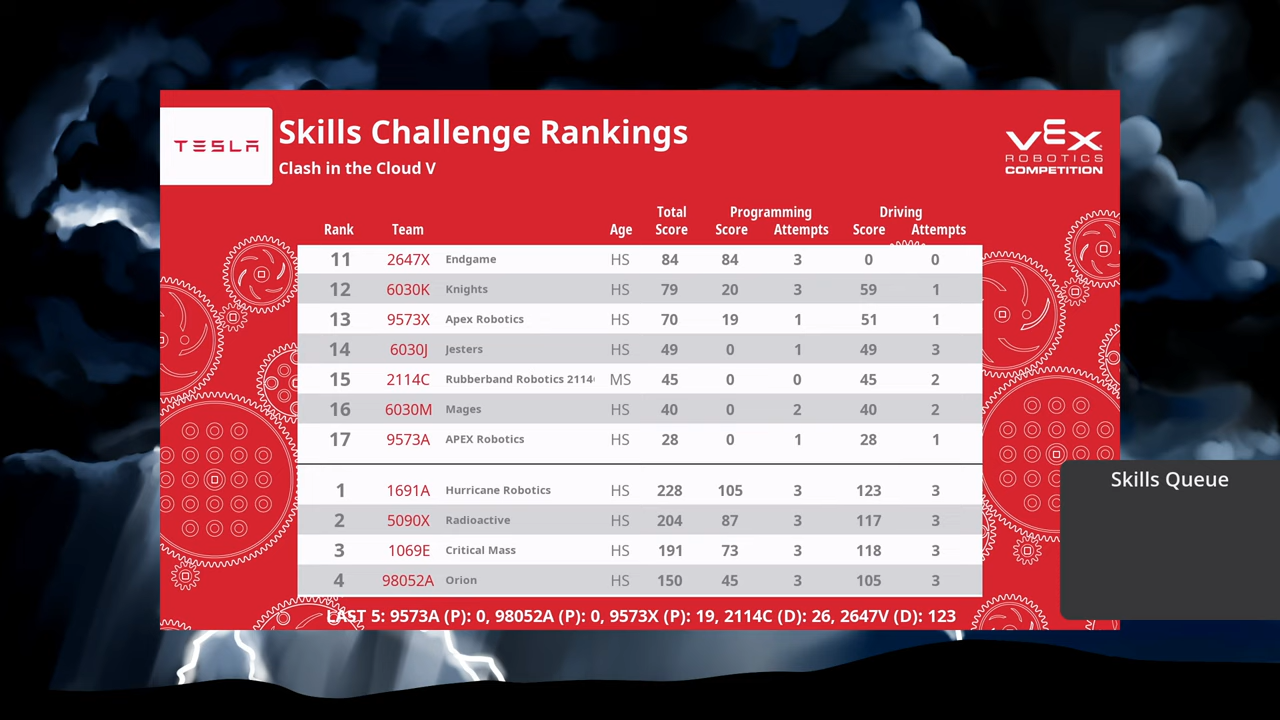 TESLA
Skills Challenge Rankings
Clash in the Cloud V
VEX
ROBOTICS
COMPETITION
Total Programming Driving
Rank Team Age Score Score Attempts Score Attempts
11 2647X Endgame HS 84 84 3 0 0
12 6030K Knights HS 79 20 3 59 1
13 9573X Apex Robotics HS 70 19 1 51 1
14 6030J Jesters HS 49 0 1 49 3
15 2114C Rubberband Robotics 2114 MS 45 0 0 45 2
16 6030M Mages HS 40 0 2 40 2
17 9573A APEX Robotics HS 28 0 1 28 1
1 1691A Hurricane Robotics HS 228 105 3 123 3
2 5090X Radioactive HS 204 87 3 117 3
3 1069E Critical Mass HS 191 73 3 118 3
4 98052A Orion HS 150 45 3 105 3
LAST 5: 9573A (P): 0, 98052A (P): 0, 9573X (P): 19, 2114C (D): 26, 2647V (D): 123
Skills Queue